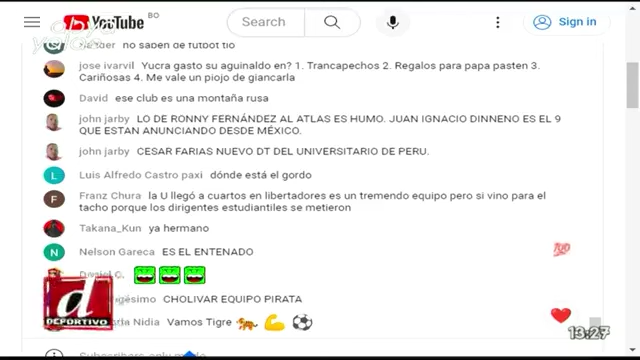 YouTube BO Search Sign in
no saben de futbot tio
jose ivarvil Yucra gasto su aguinaldo en? 1. Trancapechos 2. Regalos para papa pasten 3.
Cariñosas 4. Me vale un piojo de giancarla
David ese club es una montaña rusa
john jarby LO DE RONNY FERNÁNDEZ AL ATLAS ES HUMO. JUAN IGNACIO DINNENO ES EL 9
QUE ESTAN ANUNCIANDO DESDE MÉXICO.
john jarby CESAR FARIAS NUEVO DT DEL UNIVERSITARIO DE PERU.
L Luis Alfredo Castro paxi dónde está el gordo
F Franz Chura la U llegó a cuartos en libertadores es un tremendo equipo pero si vino para el
tacho porque los dirigentes estudiantiles se metieron
Takana_Kun ya hermano
N Nelson Gareca ES EL ENTENADO
CHOLIVAR EQUIPO PIRATA
Nidia Vamos Tigre
d
DEPORTIVO
13:27
Subscribers-only mode